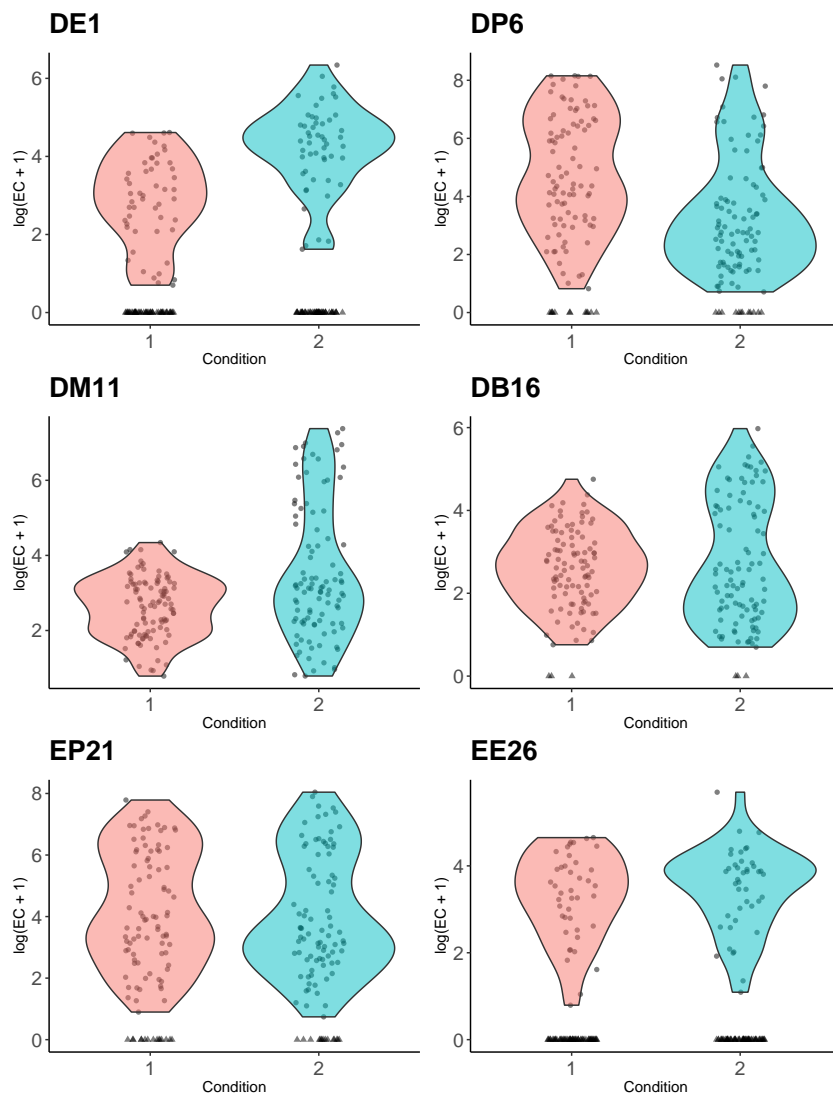 DE1
DP6
log(EC + 1)
6
4
2
0
1
2
Condition
log(EC + 1)
8
6
4
2
0
1
2
Condition
DM11
DB16
log(EC + 1)
6
4
2
1
2
Condition
log(EC + 1)
6
4
2
0
1
2
Condition
EP21
EE26
log(EC + 1)
8
6
4
2
0
1
2
Condition
log(EC + 1)
4
2
0
1
2
Condition